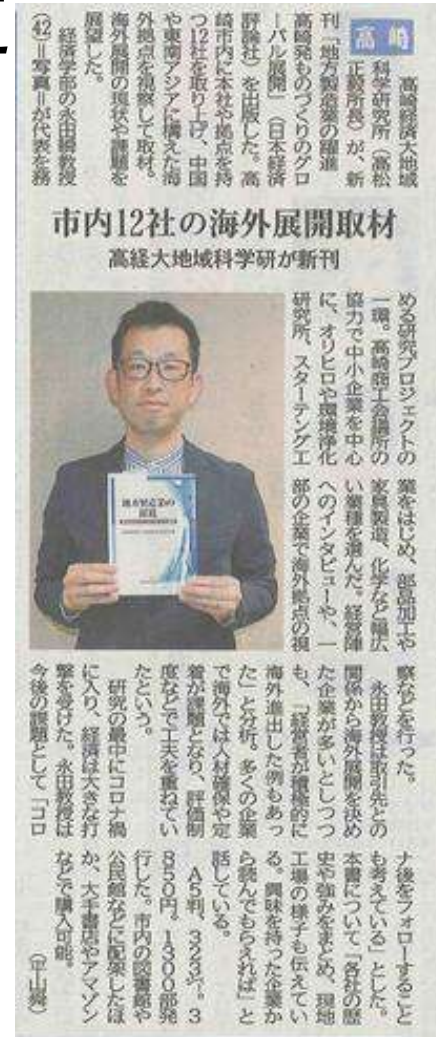 高崎
高崎経済大地域
科学研究所（高松
正毅所長）が、新
刊「地方製造業の躍進
高崎発ものづくりのグロ
ーバル展開」（日本経済
評論社）を出版した。高
崎市内に本社や拠点を持
つ12社を取り上げ、中国
や東南アジアに構えた海
外拠点を視察して取材。
海外展開の現状や課題を
展望した。
経済学部の永田瞬教授
（42）＝写真＝が代表を務
市内12社の海外展開取材
高経大地域科学研が新刊
める研究プロジェクトの
一環。高崎商工会議所の
協力で中小企業を中心
に、オリヒロや環境浄化
研究所、スターテングエ
業をはじめ、部品加工や
家具製造、化学など幅広
い業種を選んだ。経営陣
へのインタビューや、一
部の企業で海外拠点の視
地方製造業の
躍進
察などを行った。
永田教授は取引先との
関係から海外展開を決め
た企業が多いとしつつ
も、「経営者が積極的に
海外進出した例もあっ
た」と分析。多くの企業
で海外では人材確保や定
着が課題となり、評価制
度などで工夫を重ねてい
たという。
研究の最中にコロナ禍
に入り、経済は大きな打
撃を受けた。永田教授は
今後の課題として「コロ
ナ後をフォローすること
も考えている」とした。
本書について「各社の歴
史や強みをまとめ、現地
工場の様子も伝えてい
る。興味を持った企業か
ら読んでもらえれば」と
話している。
A5判、323㌻。3
850円。1300部発
行した。市内の図書館や
公民館などに配架したほ
か、大手書店やアマゾン
などで購入可能。
（平山舜）